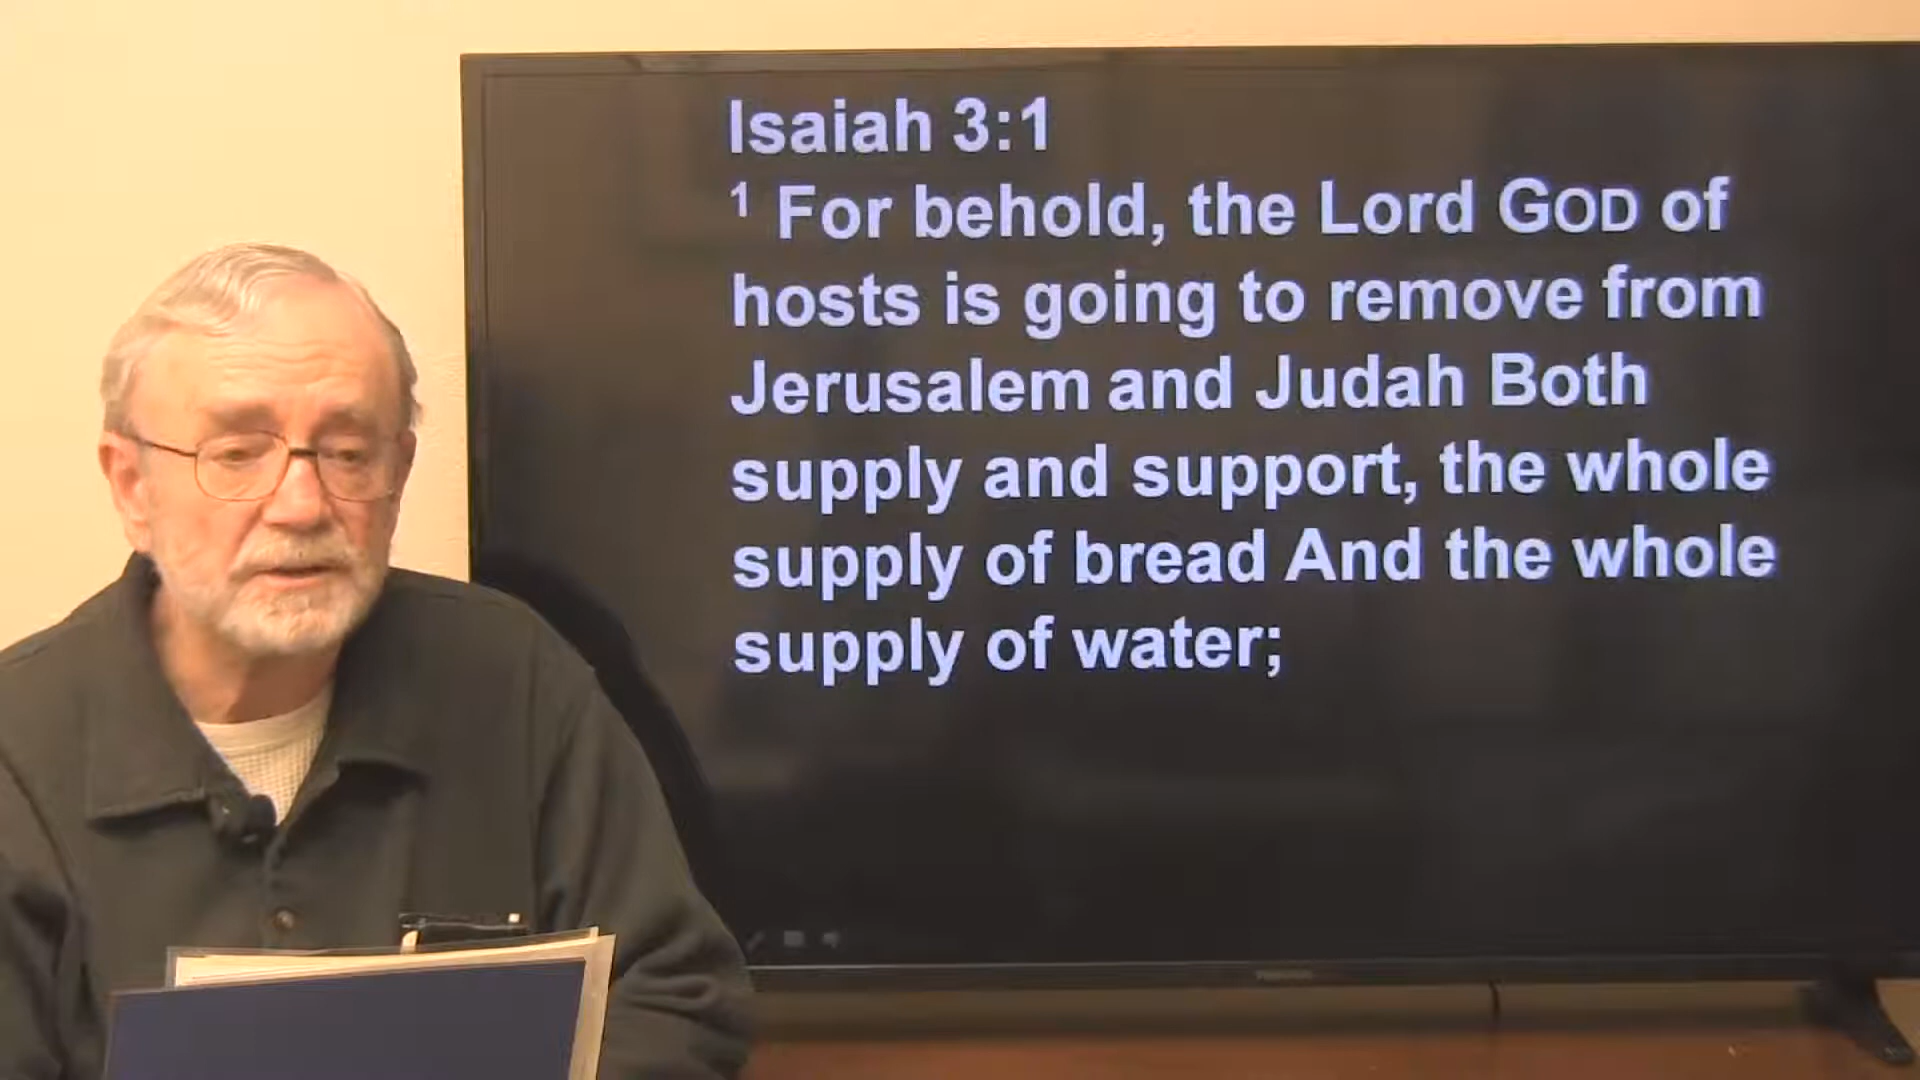 Isaiah 3:1
1 For behold, the Lord GOD of
hosts is going to remove from
Jerusalem and Judah Both
supply and support, the whole
supply of bread And the whole
supply of water;